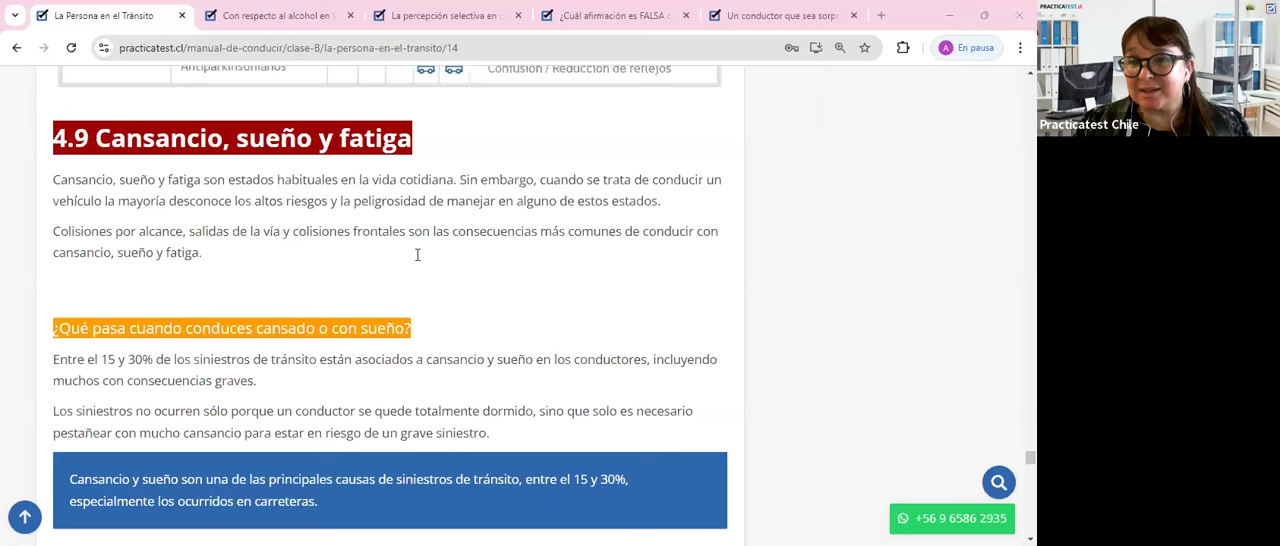 La Persona en el Tránsito
Con respecto al alcohol en l
La percepción selectiva en c
¿Cuál afirmación es FALSA c
Un conductor que sea sorpr
practicatest.cl/manual-de-conducir/clase-B/la-persona-en-el-transito/14
A En pausa
PRACTICATEST.CL
Practicatest Chile
Antiparkinsonianos
Confusión / Reducción de reflejos
4.9 Cansancio, sueño y fatiga
Cansancio, sueño y fatiga son estados habituales en la vida cotidiana. Sin embargo, cuando se trata de conducir un
vehículo la mayoría desconoce los altos riesgos y la peligrosidad de manejar en alguno de estos estados.
Colisiones por alcance, salidas de la vía y colisiones frontales son las consecuencias más comunes de conducir con
cansancio, sueño y fatiga.
¿Qué pasa cuando conduces cansado o con sueño?
Entre el 15 y 30% de los siniestros de tránsito están asociados a cansancio y sueño en los conductores, incluyendo
muchos con consecuencias graves.
Los siniestros no ocurren sólo porque un conductor se quede totalmente dormido, sino que solo es necesario
pestañear con mucho cansancio para estar en riesgo de un grave siniestro.
Cansancio y sueño son una de las principales causas de siniestros de tránsito, entre el 15 y 30%,
especialmente los ocurridos en carreteras.
+56 9 6586 2935